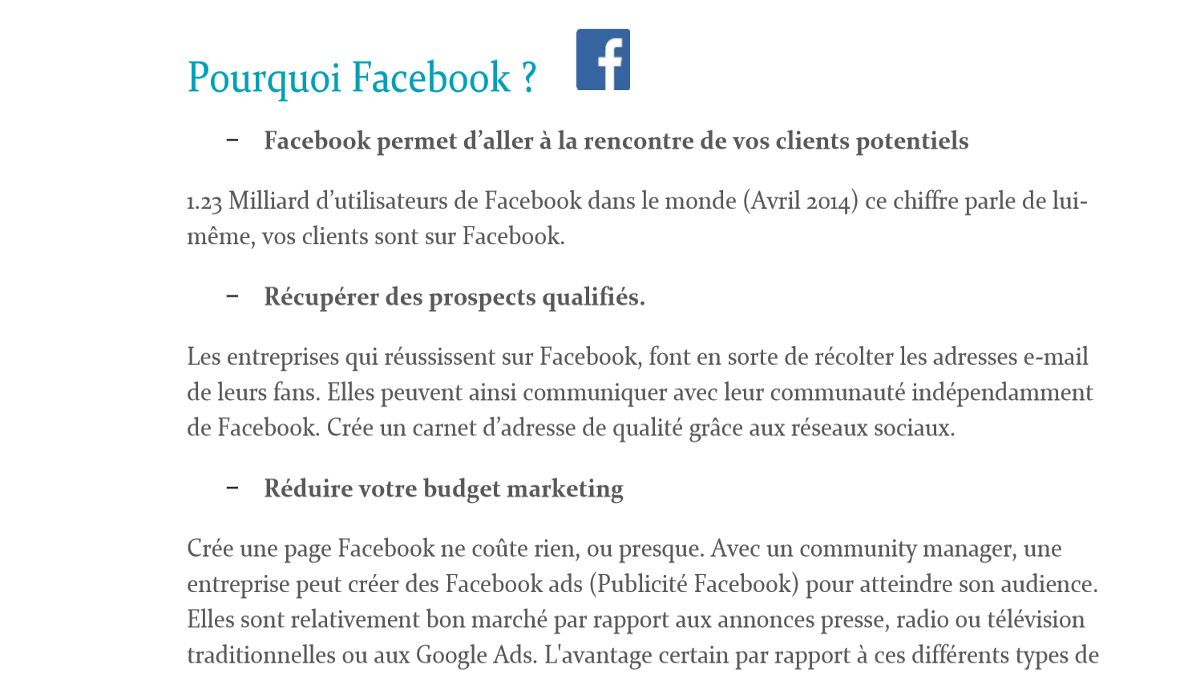 Pourquoi Facebook ?
f
– Facebook permet d’aller à la rencontre de vos clients potentiels
1.23 Milliard d’utilisateurs de Facebook dans le monde (Avril 2014) ce chiffre parle de lui-
même, vos clients sont sur Facebook.
– Récupérer des prospects qualifiés.
Les entreprises qui réussissent sur Facebook, font en sorte de récolter les adresses e-mail
de leurs fans. Elles peuvent ainsi communiquer avec leur communauté indépendamment
de Facebook. Crée un carnet d’adresse de qualité grâce aux réseaux sociaux.
– Réduire votre budget marketing
Crée une page Facebook ne coûte rien, ou presque. Avec un community manager, une
entreprise peut créer des Facebook ads (Publicité Facebook) pour atteindre son audience.
Elles sont relativement bon marché par rapport aux annonces presse, radio ou télévision
traditionnelles ou aux Google Ads. L'avantage certain par rapport à ces différents types de